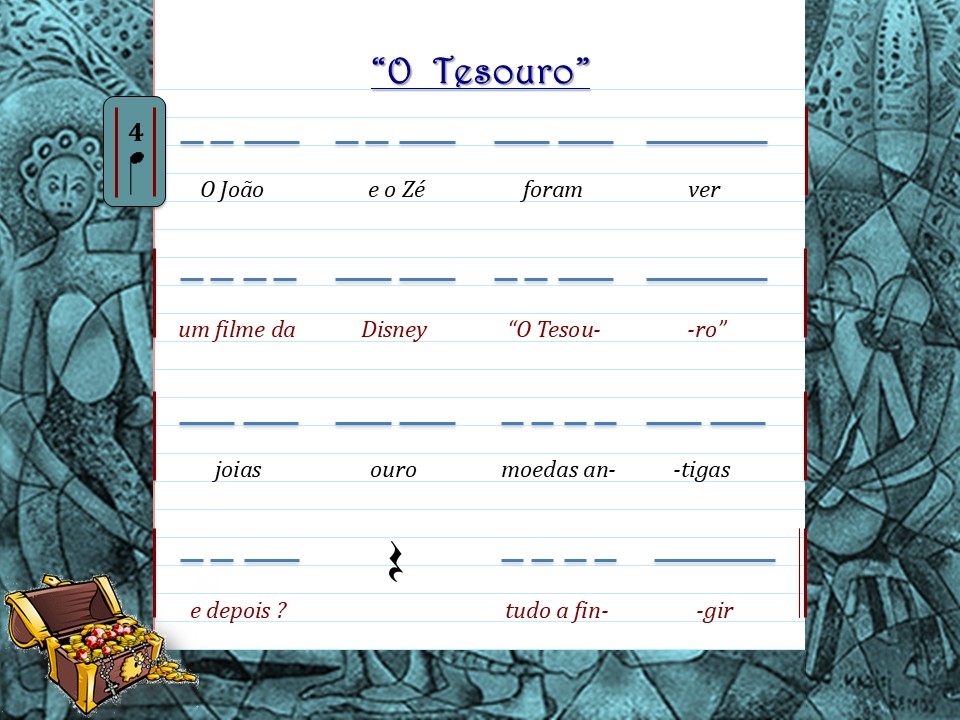 “O Tesouro”
4
O João e o Zé foram ver
um filme da Disney “O Tesou- -ro”
joias ouro moedas an- -tigas
e depois ? tudo a fin- -gir